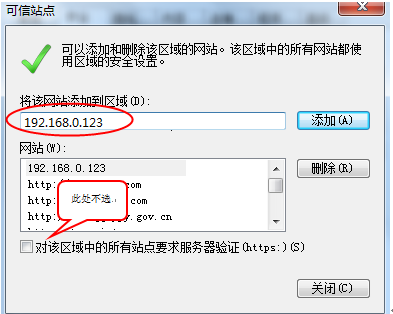 可信站点
可以添加和删除该区域的网站。该区域中的所有网站都使
用区域的安全设置。
将该网站添加到区域(D):
192.168.0.123
添加(A)
网站(W):
192.168.0.123
删除(R)
http:/ .com
此处不选。
http:/ .com
http:/ .gov.cn
对该区域中的所有站点要求服务器验证(https:)(S)
关闭(C)